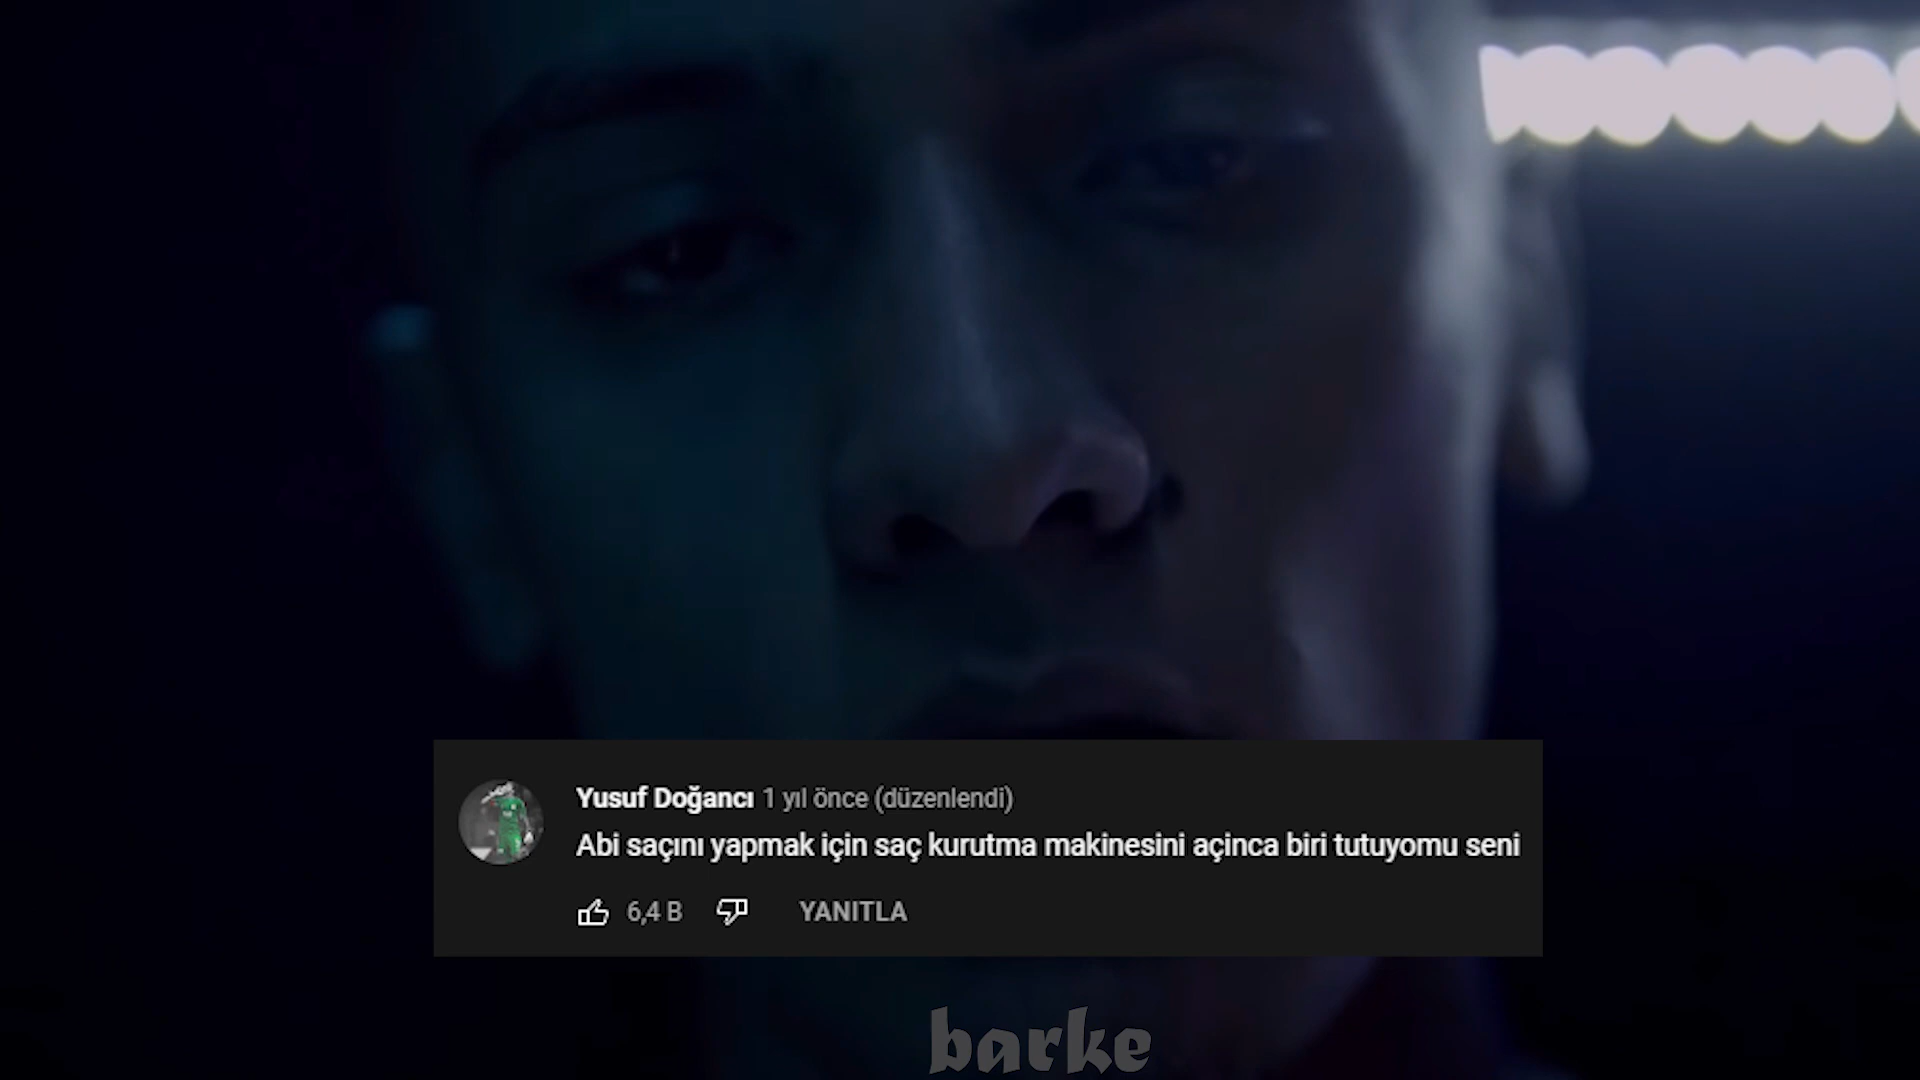 Yusuf Doğancı 1 yıl önce (düzenlendi)
Abi saçını yapmak için saç kurutma makinesini açinca biri tutuyomu seni
6,4 B YANITLA
barke